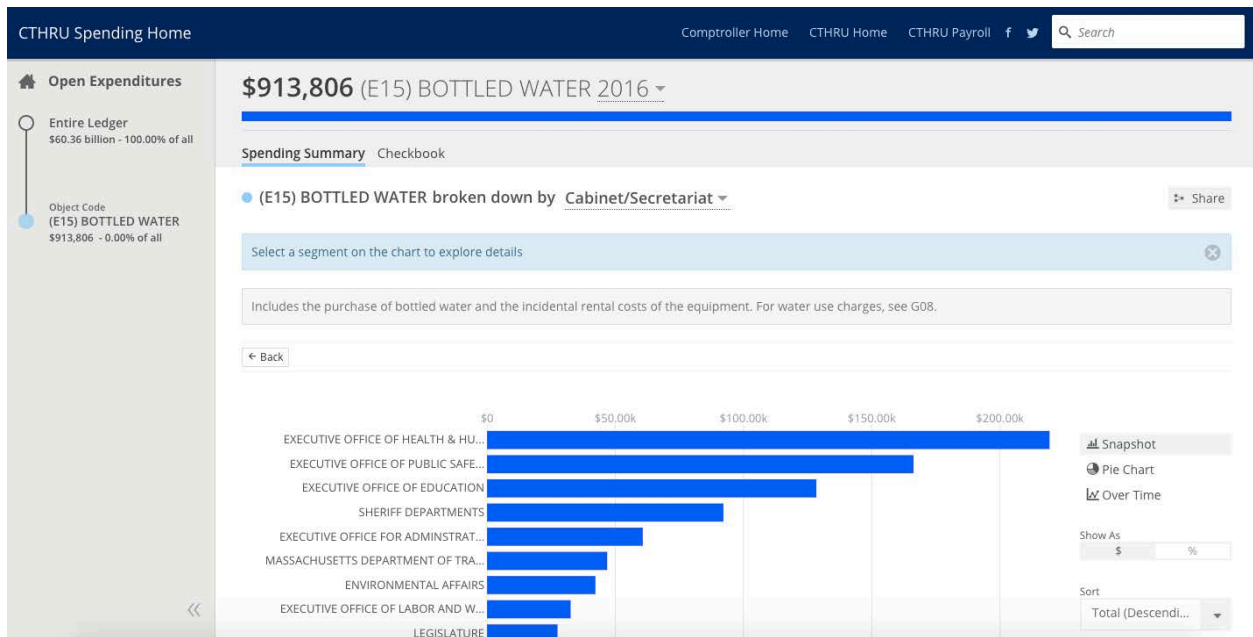 CTHRU Spending Home
Comptroller Home CTHRU Home CTHRU Payroll f Search
Open Expenditures
Entire Ledger
$60.36 billion - 100.00% of all
Object Code
(E15) BOTTLED WATER
$913,806 - 0.00% of all
$913,806 (E15) BOTTLED WATER 2016
Spending Summary Checkbook
(E15) BOTTLED WATER broken down by Cabinet/Secretariat
Share
Select a segment on the chart to explore details
Includes the purchase of bottled water and the incidental rental costs of the equipment. For water use charges, see G08.
← Back
$0 $50.00k $100.00k $150.00k $200.00k
EXECUTIVE OFFICE OF HEALTH & HU...
EXECUTIVE OFFICE OF PUBLIC SAFE...
EXECUTIVE OFFICE OF EDUCATION
SHERIFF DEPARTMENTS
EXECUTIVE OFFICE FOR ADMINSTRAT...
MASSACHUSETTS DEPARTMENT OF TRA...
ENVIRONMENTAL AFFAIRS
EXECUTIVE OFFICE OF LABOR AND W...
LEGISLATURE
Snapshot
Pie Chart
Over Time
Show As
$ %
Sort
Total (Descendi...